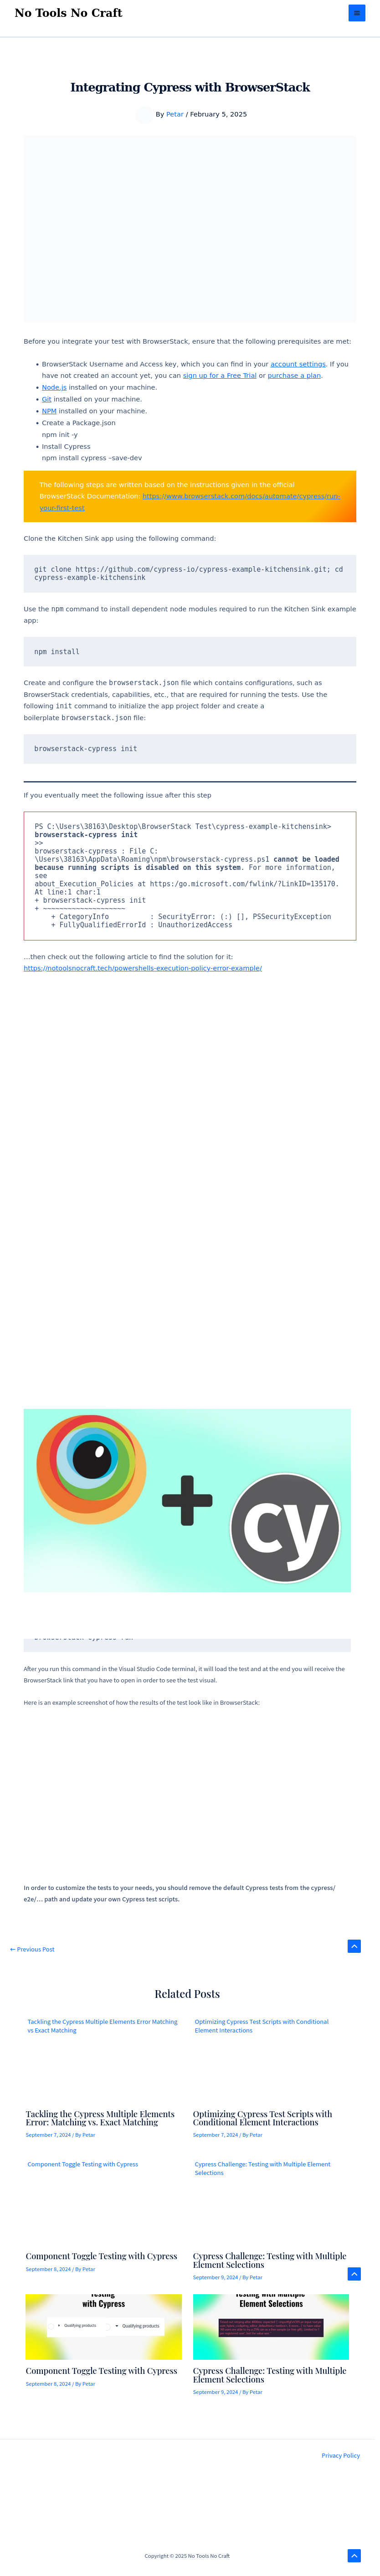 No Tools No Craft
Integrating Cypress with BrowserStack
By Petar / February 5, 2025
Before you integrate your test with BrowserStack, ensure that the following prerequisites are met:
• BrowserStack Username and Access key, which you can find in your account settings. If you
have not created an account yet, you can sign up for a Free Trial or purchase a plan.
• Node.js installed on your machine.
• Git installed on your machine.
• NPM installed on your machine.
• Create a Package.json
npm init -y
• Install Cypress
npm install cypress –save-dev
The following steps are written based on the instructions given in the official
BrowserStack Documentation: https://www.browserstack.com/docs/automate/cypress/run-
your-first-test
Clone the Kitchen Sink app using the following command:
git clone https://github.com/cypress-io/cypress-example-kitchensink.git; cd
cypress-example-kitchensink
Use the npm command to install dependent node modules required to run the Kitchen Sink example
app:
npm install
Create and configure the browserstack.json file which contains configurations, such as
BrowserStack credentials, capabilities, etc., that are required for running the tests. Use the
following init command to initialize the app project folder and create a
boilerplate browserstack.json file:
browserstack-cypress init
If you eventually meet the following issue after this step
PS C:\Users\38163\Desktop\BrowserStack Test\cypress-example-kitchensink>
browserstack-cypress init
>>
browserstack-cypress : File C:
\Users\38163\AppData\Roaming\npm\browserstack-cypress.ps1 cannot be loaded
because running scripts is disabled on this system. For more information,
see
about_Execution_Policies at https:/go.microsoft.com/fwlink/?LinkID=135170.
At line:1 char:1
+ browserstack-cypress init
+ ~~~~~~~~~~~~~~~~~~~~
+ CategoryInfo : SecurityError: (:) [], PSSecurityException
+ FullyQualifiedErrorId : UnauthorizedAccess
…then check out the following article to find the solution for it:
https://notoolsnocraft.tech/powershells-execution-policy-error-example/
cy
After you run this command in the Visual Studio Code terminal, it will load the test and at the end you will receive the
BrowserStack link that you have to open in order to see the test visual.
Here is an example screenshot of how the results of the test look like in BrowserStack:
In order to customize the tests to your needs, you should remove the default Cypress tests from the cypress/
e2e/… path and update your own Cypress test scripts.
← Previous Post
Related Posts
Tackling the Cypress Multiple Elements Error Matching
vs Exact Matching
Optimizing Cypress Test Scripts with Conditional
Element Interactions
Tackling the Cypress Multiple Elements
Error: Matching vs. Exact Matching
September 7, 2024 / By Petar
Optimizing Cypress Test Scripts with
Conditional Element Interactions
September 7, 2024 / By Petar
Component Toggle Testing with Cypress
Cypress Challenge: Testing with Multiple Element
Selections
Component Toggle Testing with Cypress
September 8, 2024 / By Petar
Cypress Challenge: Testing with Multiple
Element Selections
September 9, 2024 / By Petar
Testing
with Cypress
Qualifying products
Qualifying products
Testing with Multiple
Element Selections
Component Toggle Testing with Cypress
September 8, 2024 / By Petar
Cypress Challenge: Testing with Multiple
Element Selections
September 9, 2024 / By Petar
Privacy Policy
Copyright © 2025 No Tools No Craft